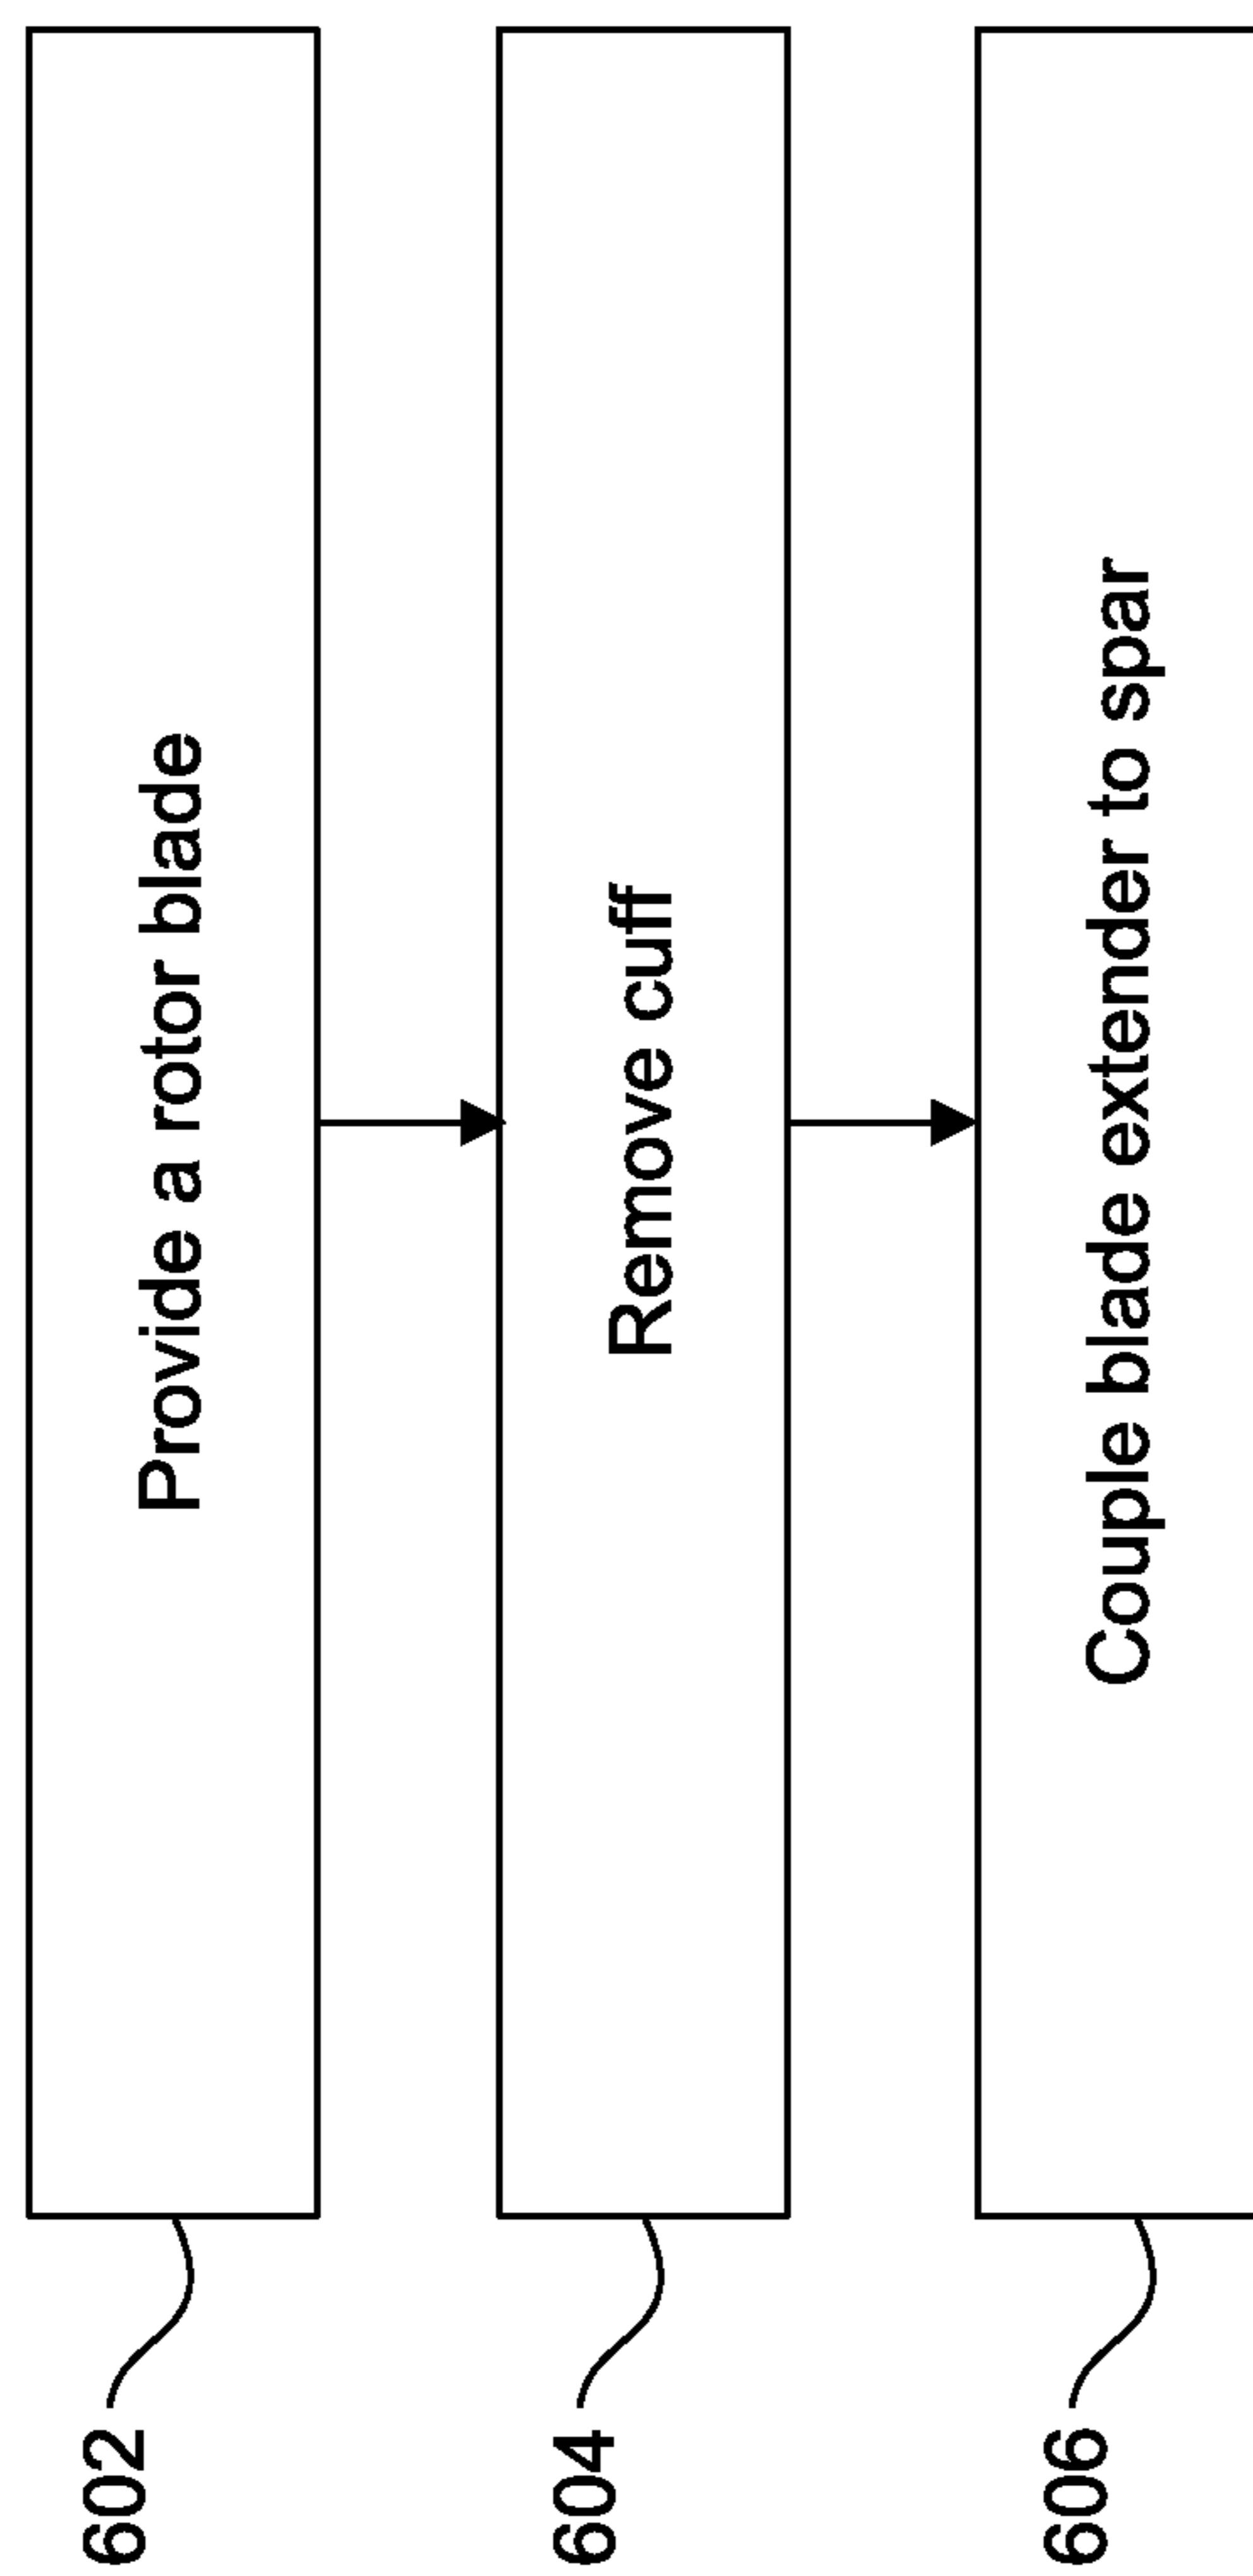 602
Provide a rotor blade
604
Remove cuff
606
Couple blade extender to spar